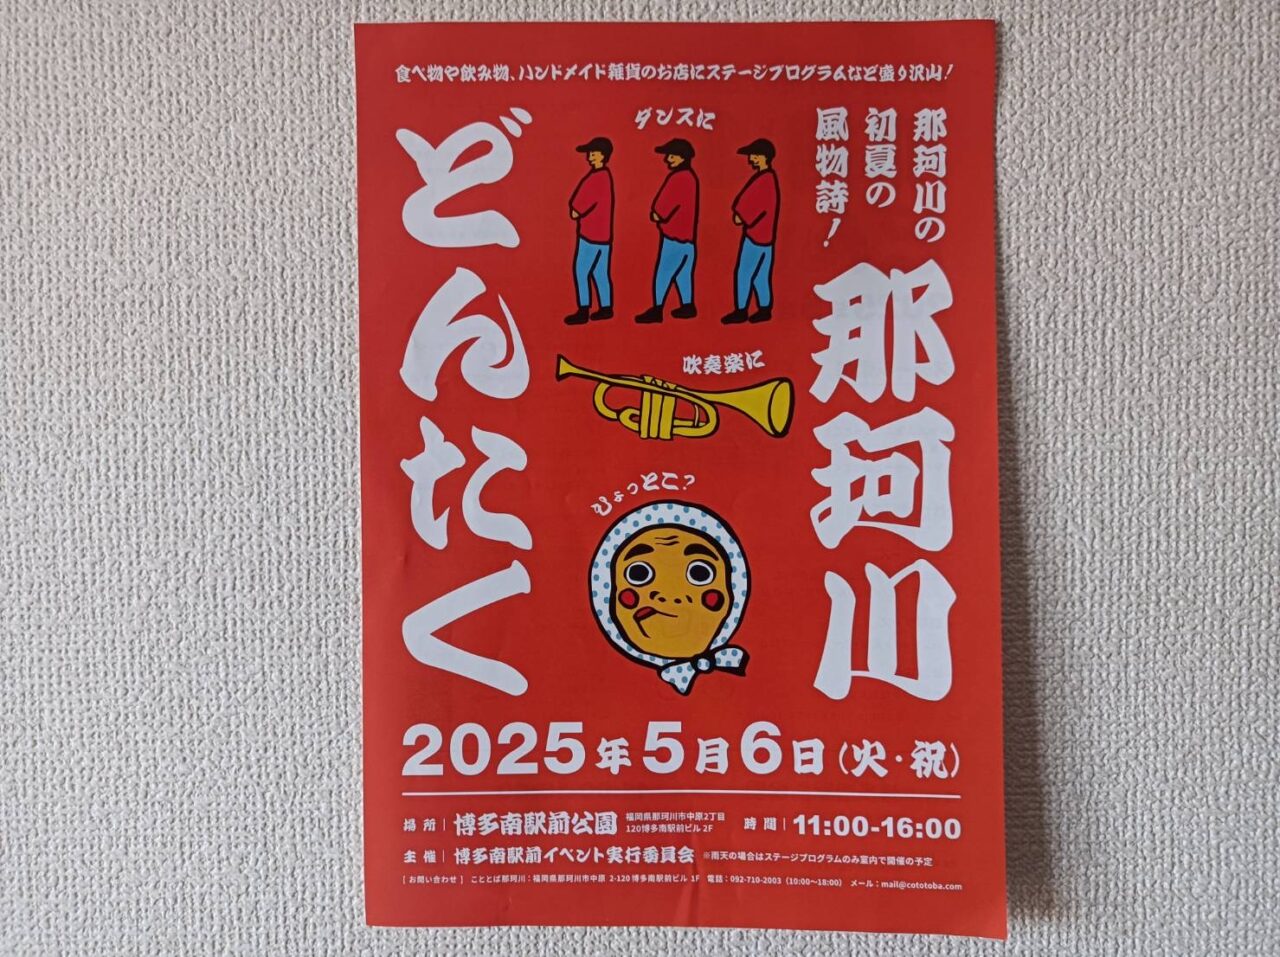 食べ物や飲み物、ハンドメイド雑貨のお店にステージプログラムなど盛り沢山!
那珂川の
初夏の
風物詩!
那珂川
どんたく
ダンスに
吹奏楽に
ひょっとこ?
2025年5月6日(火・祝)
場所 | 博多南駅前公園 福岡県那珂川市中原2丁目
120博多南駅前ビル 2F
時間 | 11:00-16:00
主催 | 博多南駅前イベント実行委員会 ※雨天の場合はステージプログラムのみ室内で開催の予定
[ お問い合わせ ] こととば那珂川:福岡県那珂川市中原 2-120 博多南駅前ビル 1F 電話:092-710-2003(10:00〜18:00) メール:mail@cototoba.com